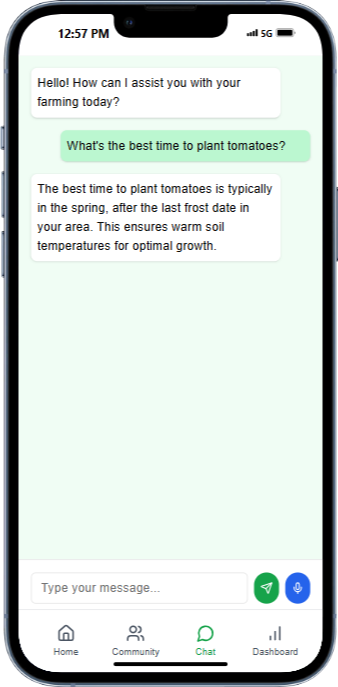 12:57 PM 5G
Hello! How can I assist you with your
farming today?
What's the best time to plant tomatoes?
The best time to plant tomatoes is typically
in the spring, after the last frost date in
your area. This ensures warm soil
temperatures for optimal growth.
Type your message...
Home Community Chat Dashboard